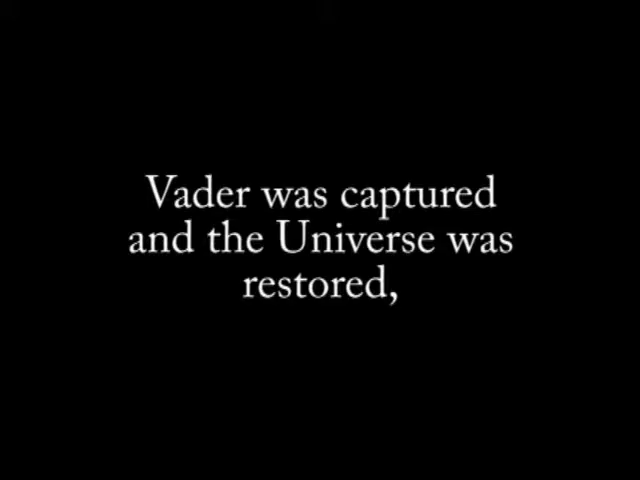 Vader was captured
and the Universe was
restored,